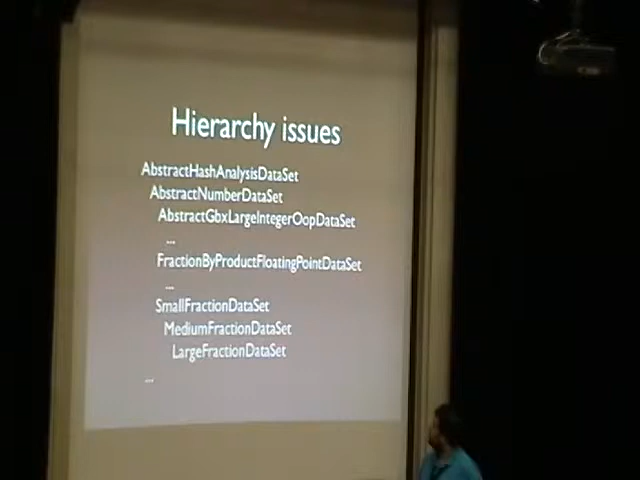 Hierarchy issues
AbstractHashAnalysisDataSet
AbstractNumberDataSet
AbstractGbxLargeIntegerOopDataSet
...
FractionByProductFloatingPointDataSet
...
SmallFractionDataSet
MediumFractionDataSet
LargeFractionDataSet
...